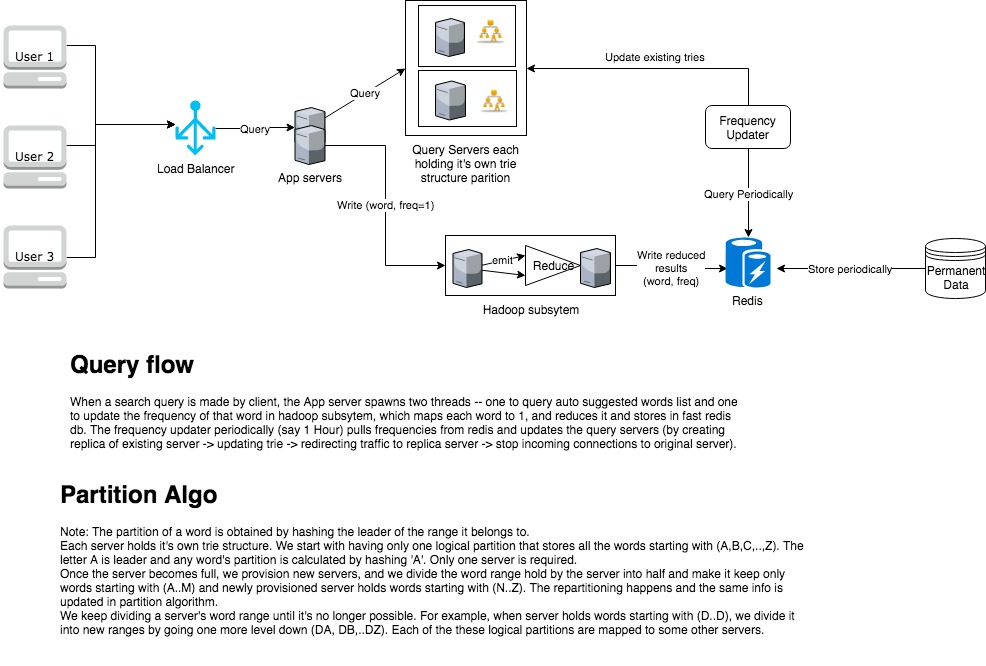 User 1
User 2
User 3
Load Balancer
Query
App servers
Query
Query Servers each
holding it's own trie
structure parition
Update existing tries
Frequency
Updater
Query Periodically
Write (word, freq=1)
emit
Reduce
Hadoop subsytem
Write reduced
results
(word, freq)
Redis
Store periodically
Permanent
Data
Query flow
When a search query is made by client, the App server spawns two threads -- one to query auto suggested words list and one
to update the frequency of that word in hadoop subsytem, which maps each word to 1, and reduces it and stores in fast redis
db. The frequency updater periodically (say 1 Hour) pulls frequencies from redis and updates the query servers (by creating
replica of existing server -> updating trie -> redirecting traffic to replica server -> stop incoming connections to original server).
Partition Algo
Note: The partition of a word is obtained by hashing the leader of the range it belongs to.
Each server holds it's own trie structure. We start with having only one logical partition that stores all the words starting with (A,B,C,..,Z). The
letter A is leader and any word's partition is calculated by hashing 'A'. Only one server is required.
Once the server becomes full, we provision new servers, and we divide the word range hold by the server into half and make it keep only
words starting with (A..M) and newly provisioned server holds words starting with (N..Z). The repartitioning happens and the same info is
updated in partition algorithm.
We keep dividing a server's word range until it's no longer possible. For example, when server holds words starting with (D..D), we divide it
into new ranges by going one more level down (DA, DB,..DZ). Each of the these logical partitions are mapped to some other servers.